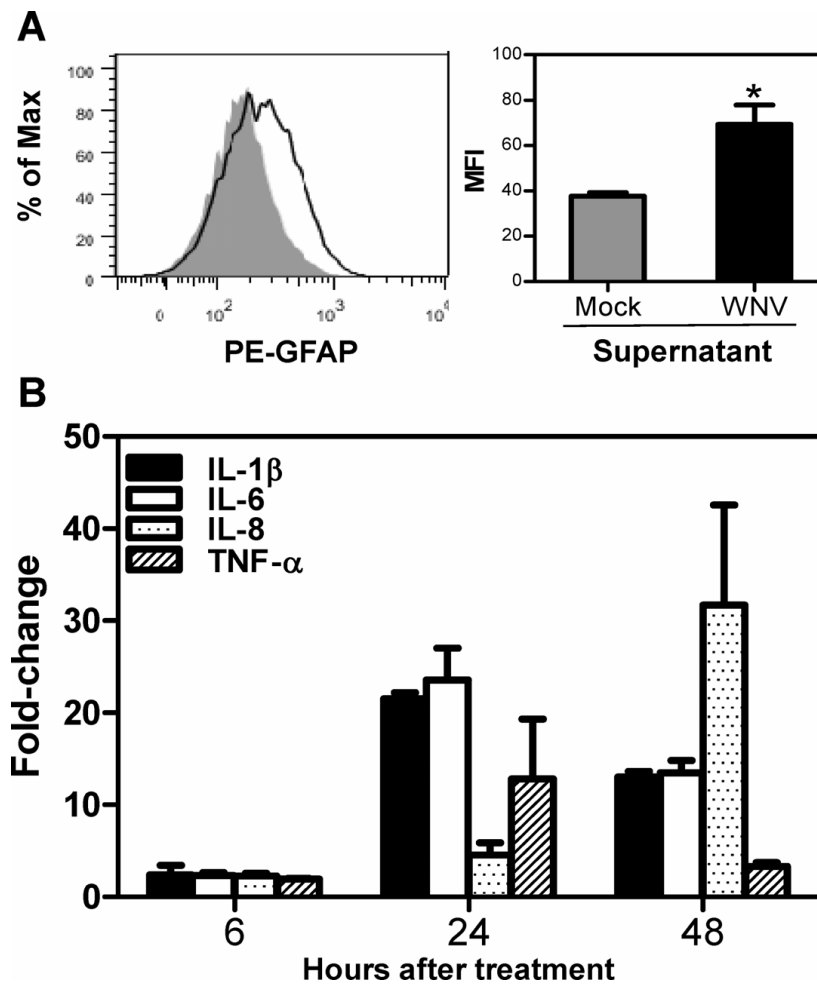 A
% of Max
100
80
60
40
20
0
0 10² 10³ 10⁴
PE-GFAP
MFI
100
80
60
40
20
0
*
Mock WNV
Supernatant
B
Fold-change
50
40
30
20
10
0
IL-1β
IL-6
IL-8
TNF-α
6 24 48
Hours after treatment